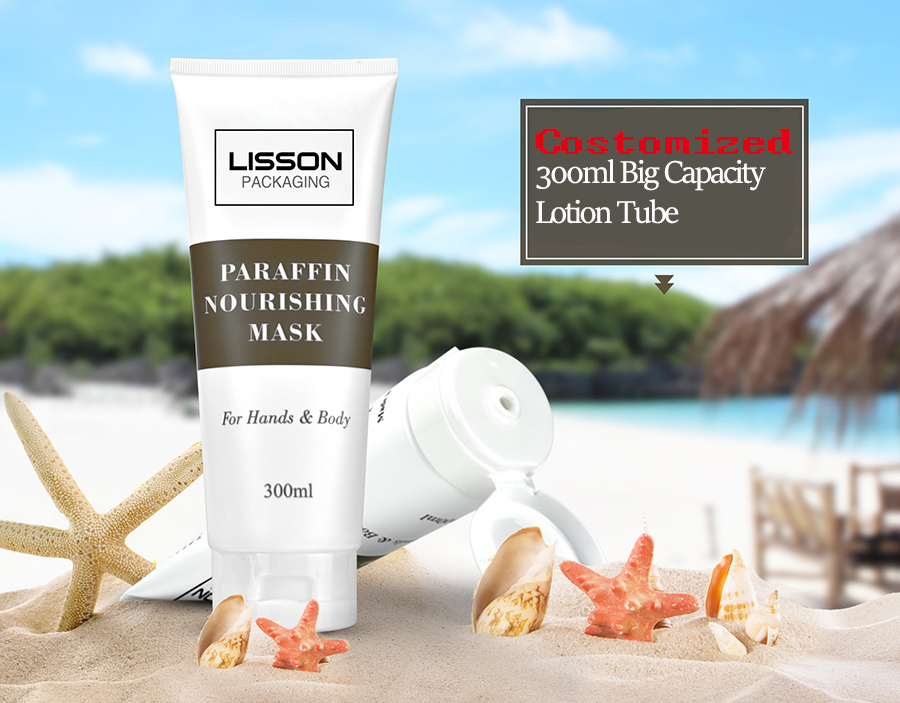 LISSON
PACKAGING
PARAFFIN
NOURISHING
MASK
For Hands & Body
300ml
Costomized
300ml Big Capacity
Lotion Tube